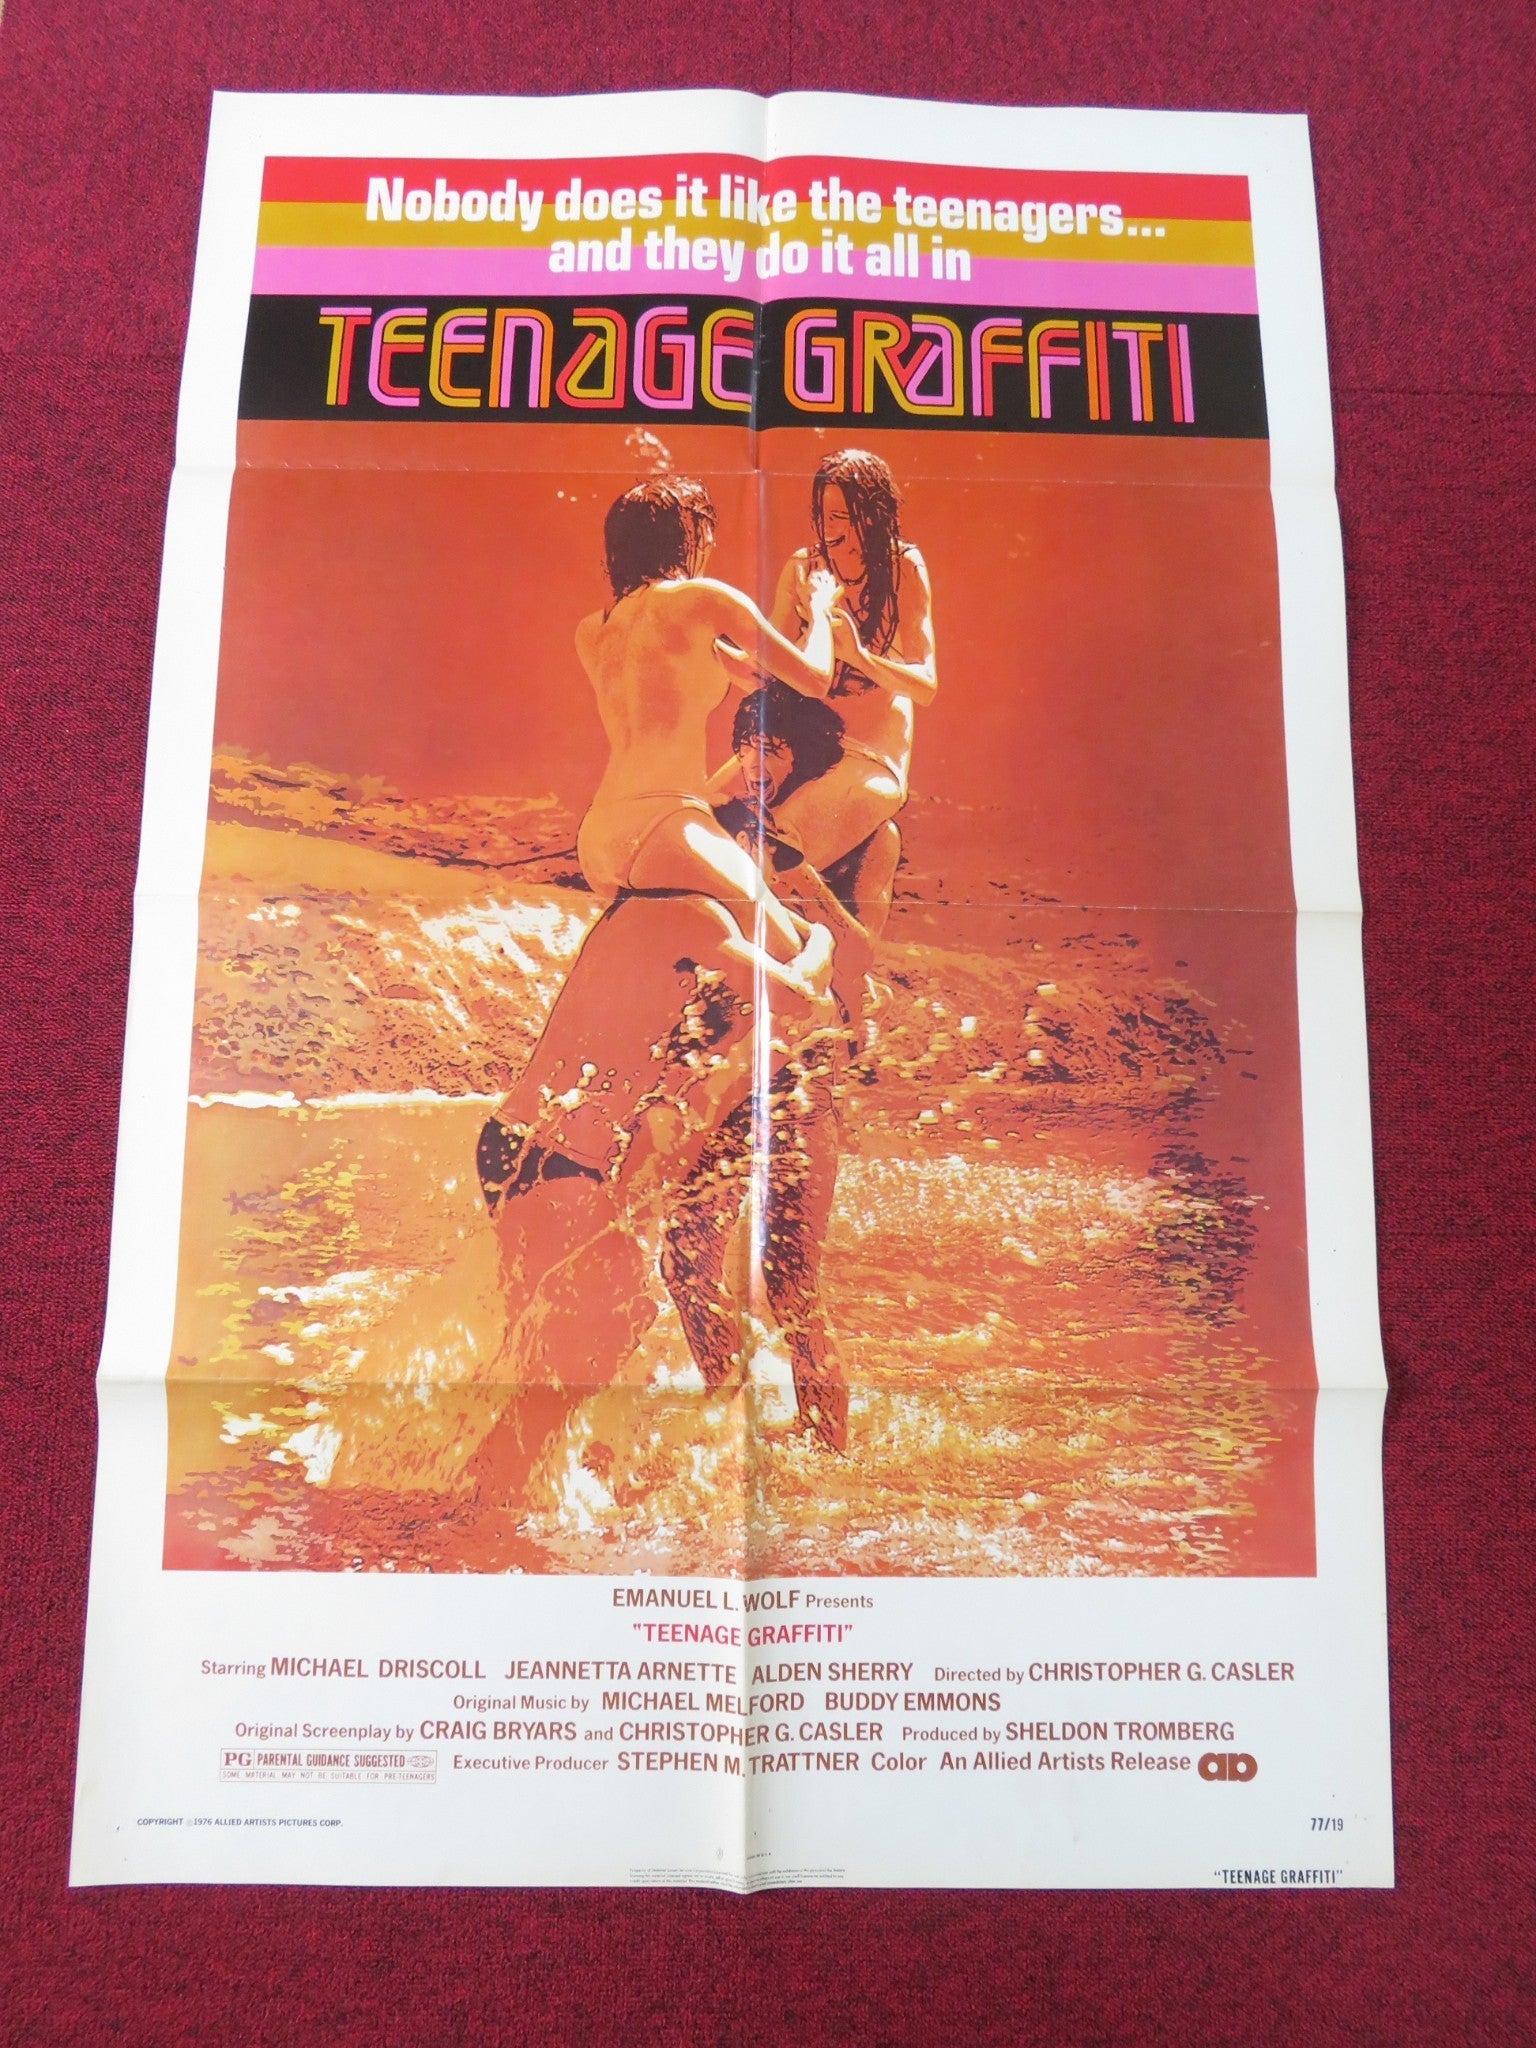 Nobody does it like the teenagers...
and they do it all in
TEENAGE GRAFFITI
EMANUEL L. WOLF Presents
"TEENAGE GRAFFITI"
Starring MICHAEL DRISCOLL JEANNETTA ARNETTE ALDEN SHERRY Directed by CHRISTOPHER G. CASLER
Original Music by MICHAEL MELFORD BUDDY EMMONS
Original Screenplay by CRAIG BRYARS and CHRISTOPHER G. CASLER Produced by SHELDON TROMBERG
PG PARENTAL GUIDANCE SUGGESTED
SOME MATERIAL MAY NOT BE SUITABLE FOR PRE-TEENAGERS
Executive Producer STEPHEN M. TRATTNER Color An Allied Artists Release aa
COPYRIGHT ©1976 ALLIED ARTISTS PICTURES CORP.
77/19
"TEENAGE GRAFFITI"